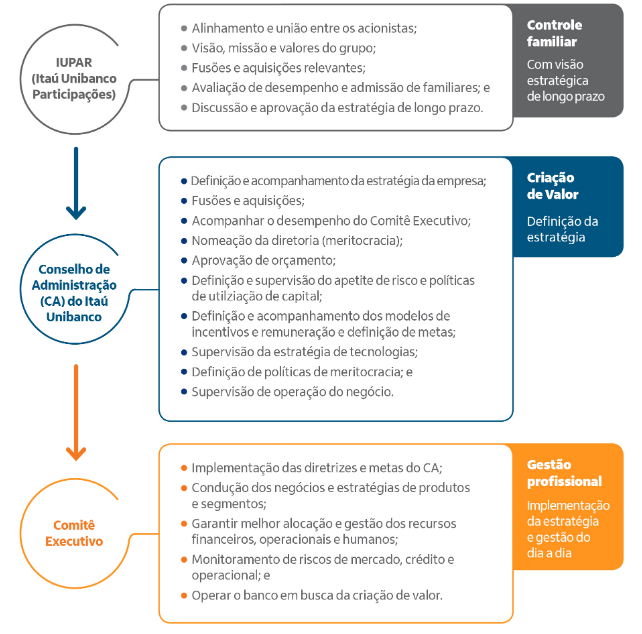 IUPAR
(Itaú Unibanco
Participações)
● Alinhamento e união entre os acionistas;
● Visão, missão e valores do grupo;
● Fusões e aquisições relevantes;
● Avaliação de desempenho e admissão de familiares; e
● Discussão e aprovação da estratégia de longo prazo.
Controle
familiar
Com visão
estratégica
de longo prazo
Conselho de
Administração
(CA) do Itaú
Unibanco
● Definição e acompanhamento da estratégia da empresa;
● Fusões e aquisições;
● Acompanhar o desempenho do Comitê Executivo;
● Nomeação da diretoria (meritocracia);
● Aprovação de orçamento;
● Definição e supervisão do apetite de risco e políticas
de utilziação de capital;
● Definição e acompanhamento dos modelos de
incentivos e remuneração e definição de metas;
● Supervisão da estratégia de tecnologias;
● Definição de políticas de meritocracia; e
● Supervisão de operação do negócio.
Criação
de Valor
Definição da
estratégia
Comitê
Executivo
● Implementação das diretrizes e metas do CA;
● Condução dos negócios e estratégias de produtos
e segmentos;
● Garantir melhor alocação e gestão dos recursos
financeiros, operacionais e humanos;
● Monitoramento de riscos de mercado, crédito e
operacional; e
● Operar o banco em busca da criação de valor.
Gestão
profissional
Implementação
da estratégia
e gestão do
dia a dia